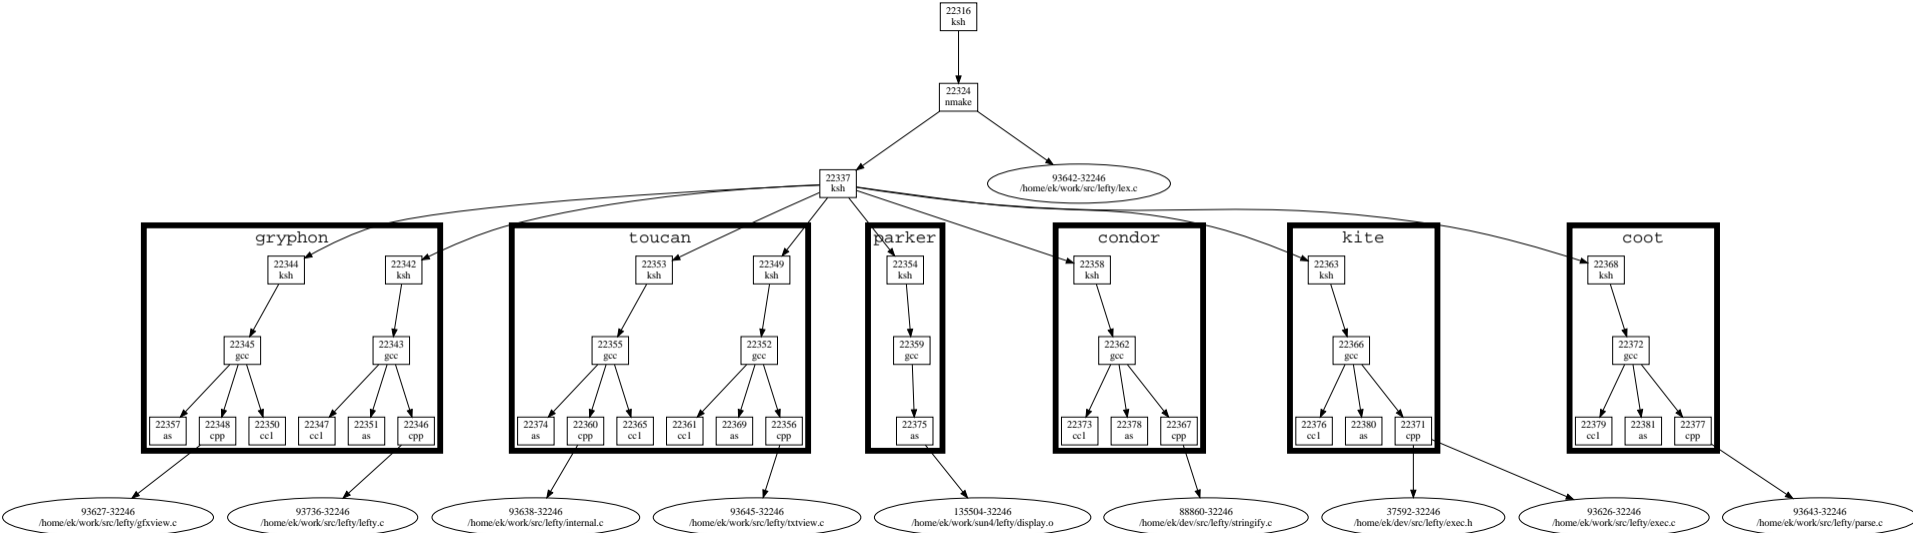 22316
ksh
22324
nmake
22337
ksh
93642-32246
/home/ek/work/src/lefty/lex.c
gryphon
toucan
parker
condor
kite
coot
22344
ksh
22342
ksh
22353
ksh
22349
ksh
22354
ksh
22358
ksh
22363
ksh
22368
ksh
22345
gcc
22343
gcc
22355
gcc
22352
gcc
22359
gcc
22362
gcc
22366
gcc
22372
gcc
22357
as
22348
cpp
22350
cc1
22347
cc1
22351
as
22346
cpp
22374
as
22360
cpp
22365
cc1
22361
cc1
22369
as
22356
cpp
22375
as
22373
cc1
22378
as
22367
cpp
22376
cc1
22380
as
22371
cpp
22379
cc1
22381
as
22377
cpp
93627-32246
/home/ek/work/src/lefty/gfxview.c
93736-32246
/home/ek/work/src/lefty/lefty.c
93638-32246
/home/ek/work/src/lefty/internal.c
93645-32246
/home/ek/work/src/lefty/txtview.c
135504-32246
/home/ek/work/sun4/lefty/display.o
88860-32246
/home/ek/dev/src/lefty/stringify.c
37592-32246
/home/ek/dev/src/lefty/exec.h
93626-32246
/home/ek/work/src/lefty/exec.c
93643-32246
/home/ek/work/src/lefty/parse.c